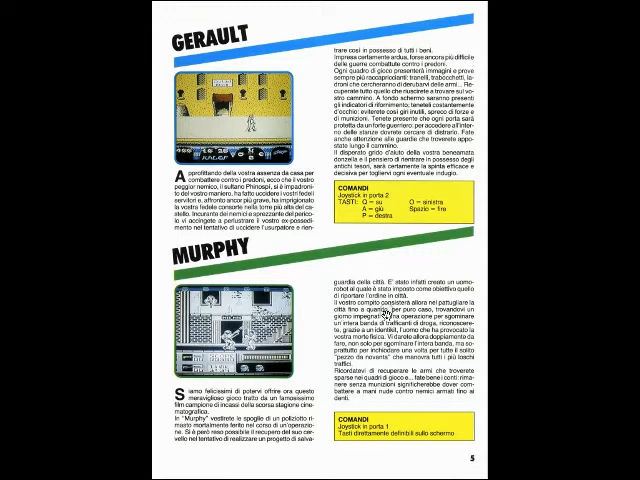 GERAULT
Approfittando della vostra assenza da casa per
combattere contro i predoni, ecco che il vostro
peggior nemico, il sultano Phinospi, si è impadroni-
to del vostro maniero, ha fatto uccidere i vostri fedeli
servitori e, affronto ancor più grave, ha imprigionato
la vostra fedele consorte nella torre più alta del ca-
stello. Incurante dei nemici e sprezzante del perico-
lo vi accingete a perlustrare il vostro ex-possedi-
mento nel tentativo di uccidere l'usurpatore e rien-
trare così in possesso di tutti i beni.
Impresa certamente ardua, forse ancora più difficile
delle guerre combattute contro i predoni.
Ogni quadro di gioco presenterà immagini e prove
sempre più raccapriccianti: tranelli, trabocchetti, la-
droni che cercheranno di derubarvi delle armi... Re-
cuperate tutto quello che riuscirete a trovare sul vo-
stro cammino. A fondo schermo saranno presenti
gli indicatori di rifornimento; teneteli costantemente
d'occhio: eviterete così giri inutili, spreco di forze e
di munizioni. Tenete presente che ogni porta sarà
protetta da un forte guerriero; per accedere all'inter-
no delle stanze dovrete cercare di distrarlo. Fate
anche attenzione alle guardie che troverete appo-
state lungo il cammino.
Il disperato grido d'aiuto della vostra beneamata
donzella e il pensiero di rientrare in possesso degli
antichi tesori, sarà certamente la spinta efficace e
decisiva per togliervi ogni eventuale indugio.
COMANDI
Joystick in porta 2
TASTI: Q = su O = sinistra
A = giù Spazio = fire
P = destra
MURPHY
Siamo felicissimi di potervi offrire ora questo
meraviglioso gioco tratto da un famosissimo
film campione di incassi della scorsa stagione cine-
matografica.
In "Murphy" vestirete le spoglie di un poliziotto ri-
masto mortalmente ferito nel corso di un'operazio-
ne. Si è però reso possibile il recupero del suo cer-
vello nel tentativo di realizzare un progetto di salva-
guardia della città. E' stato infatti creato un uomo-
robot al quale è stato imposto come obiettivo quello
di riportare l'ordine in città.
Il vostro compito consisterà allora nel pattugliare la
città fino a quando, per puro caso, trovandovi un
giorno impegnati in una operazione per sgominare
un'intera banda di trafficanti di droga, riconoscere-
te, grazie a un identikit, l'uomo che ha provocato la
vostra morte fisica. Vi darete allora doppiamente da
fare, non solo per sgominare l'intera banda, ma so-
prattutto per inchiodare una volta per tutte il solito
"pezzo da novanta" che manovra tutti i più loschi
traffici.
Ricordatevi di recuperare le armi che troverete
sparse nei quadri di gioco e... fate bene i conti: rima-
nere senza munizioni significherebbe dover com-
battere a mani nude contro nemici armati fino ai
denti.
COMANDI
Joystick in porta 1
Tasti direttamente definibili sullo schermo
5